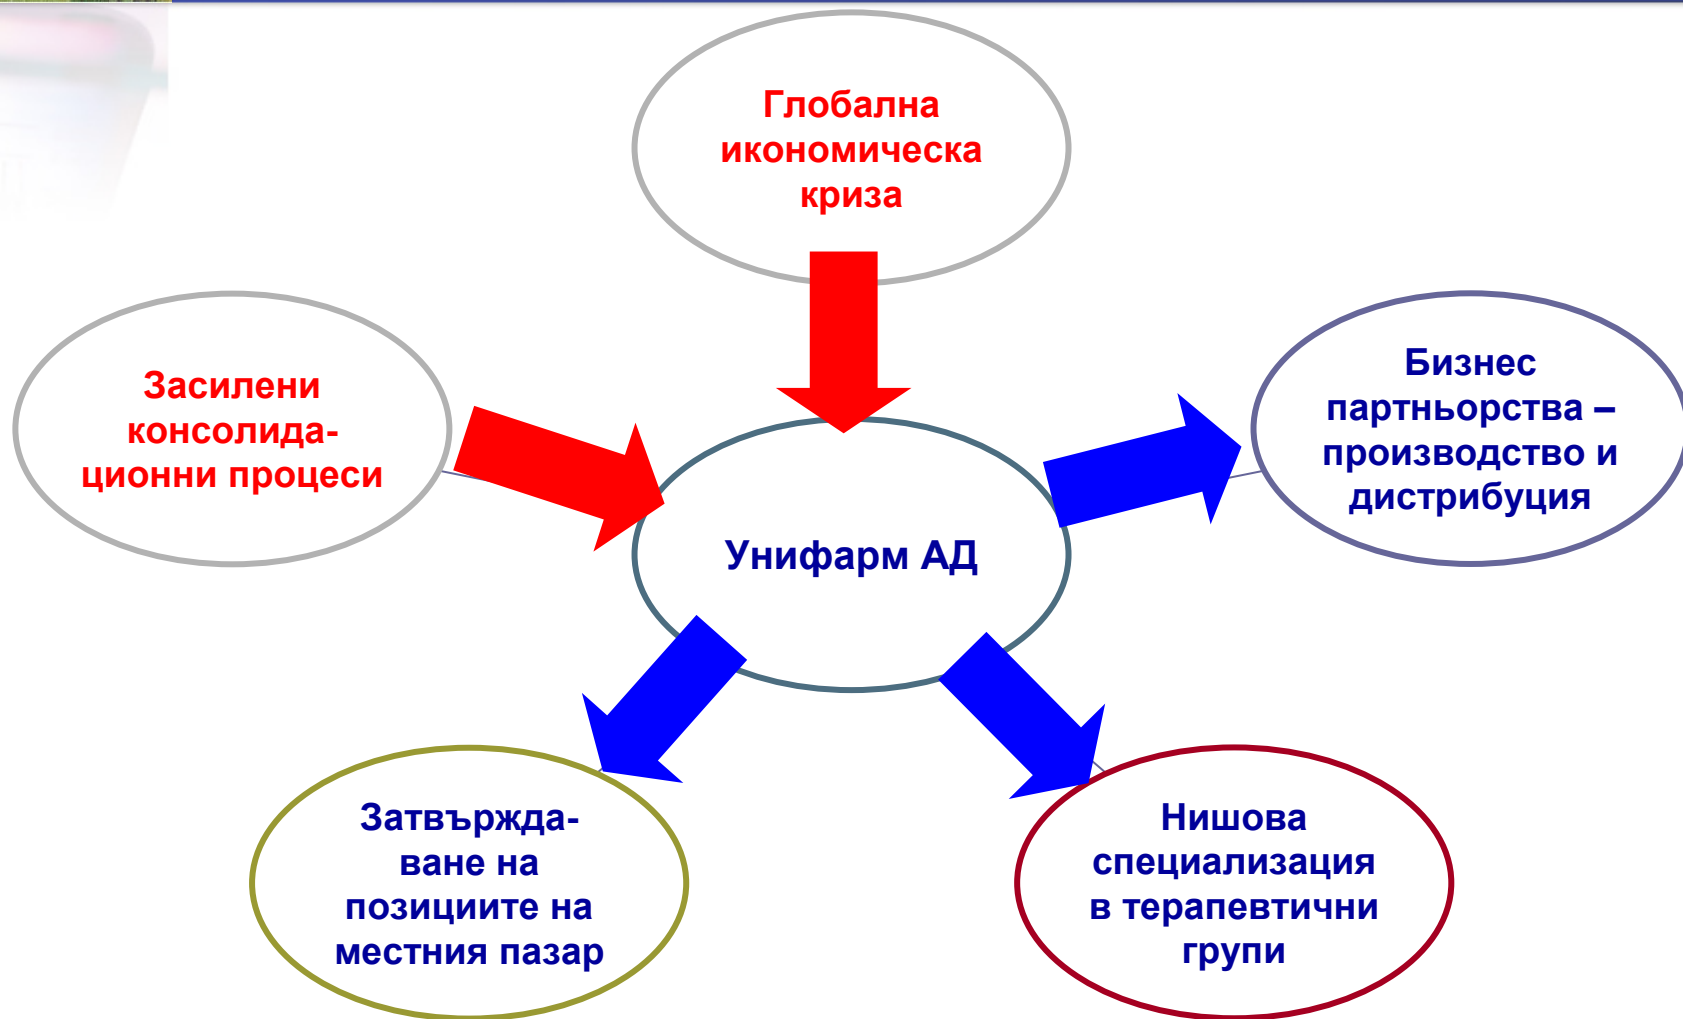 Глобална
икономическа
криза
Засилени
консолида-
ционни процеси
Бизнес
партньорства –
производство и
дистрибуция
Унифарм АД
Затвържда-
ване на
позициите на
местния пазар
Нишова
специализация
в терапевтични
групи